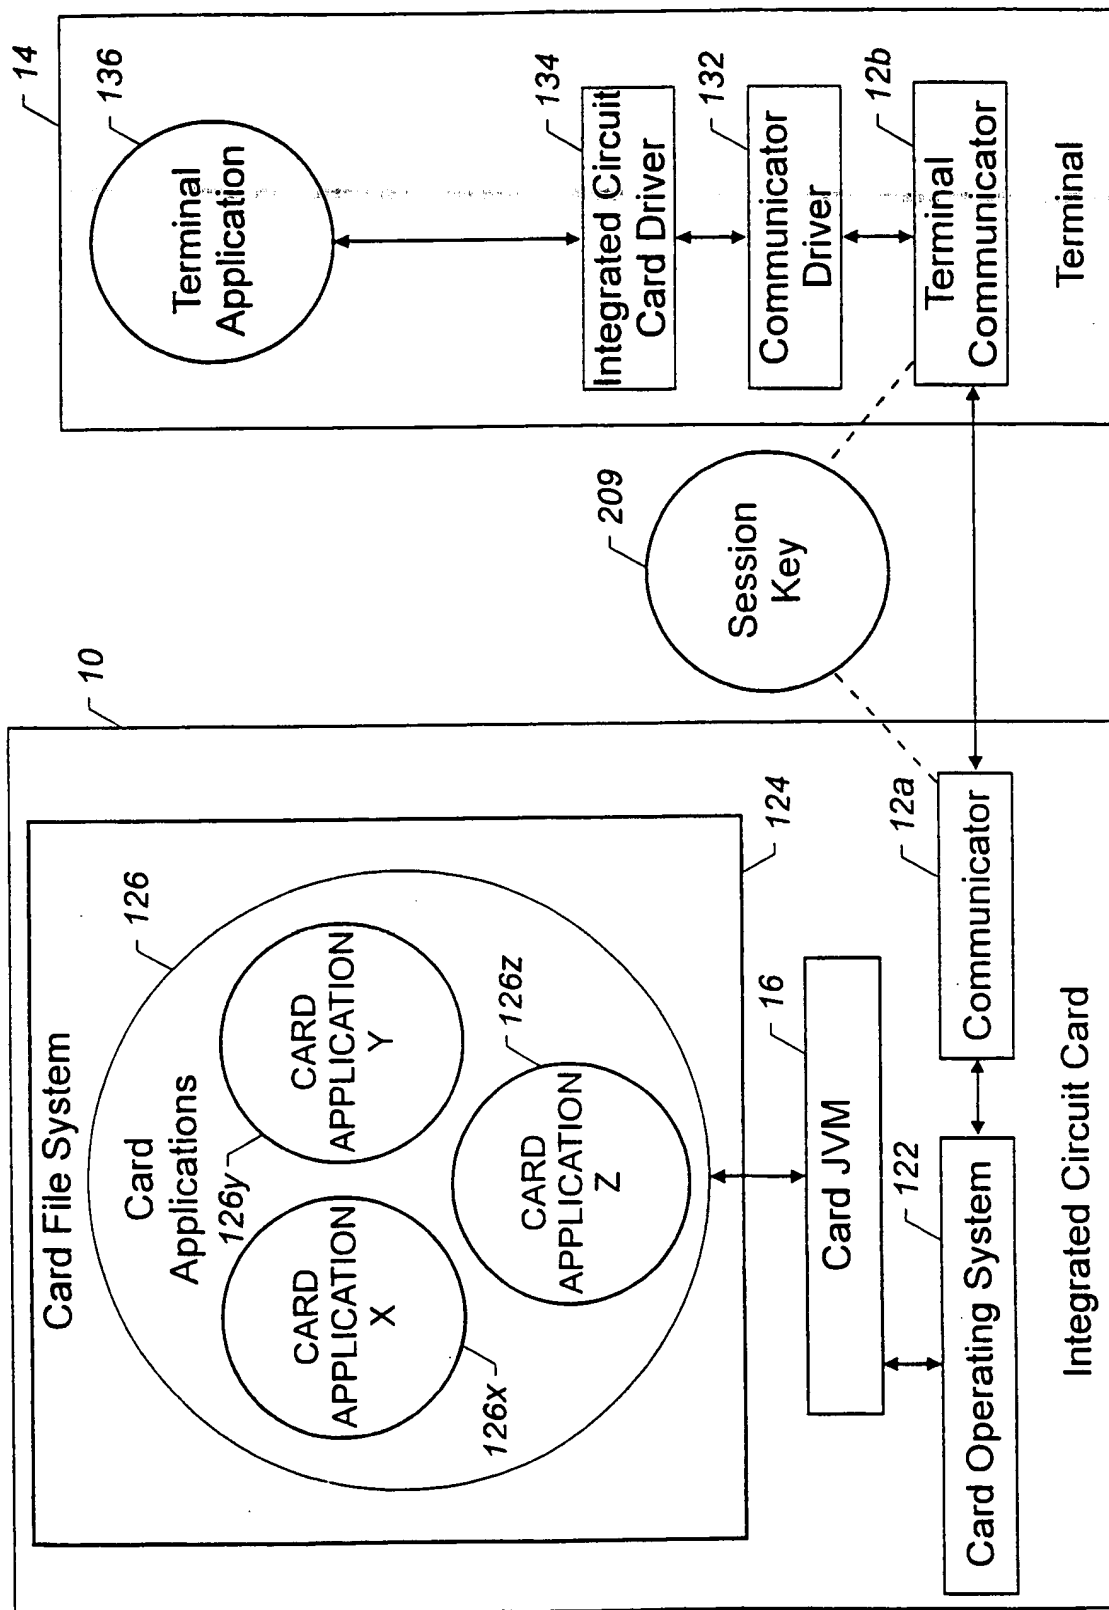 10
Card File System
126
Card
Applications
126y
CARD
APPLICATION
X
126x
CARD
APPLICATION
Y
126z
CARD
APPLICATION
Z
124
16
Card JVM
122
Card Operating System
12a
Communicator
Integrated Circuit Card
209
Session
Key
14
136
Terminal
Application
134
Integrated Circuit
Card Driver
132
Communicator
Driver
12b
Terminal
Communicator
Terminal